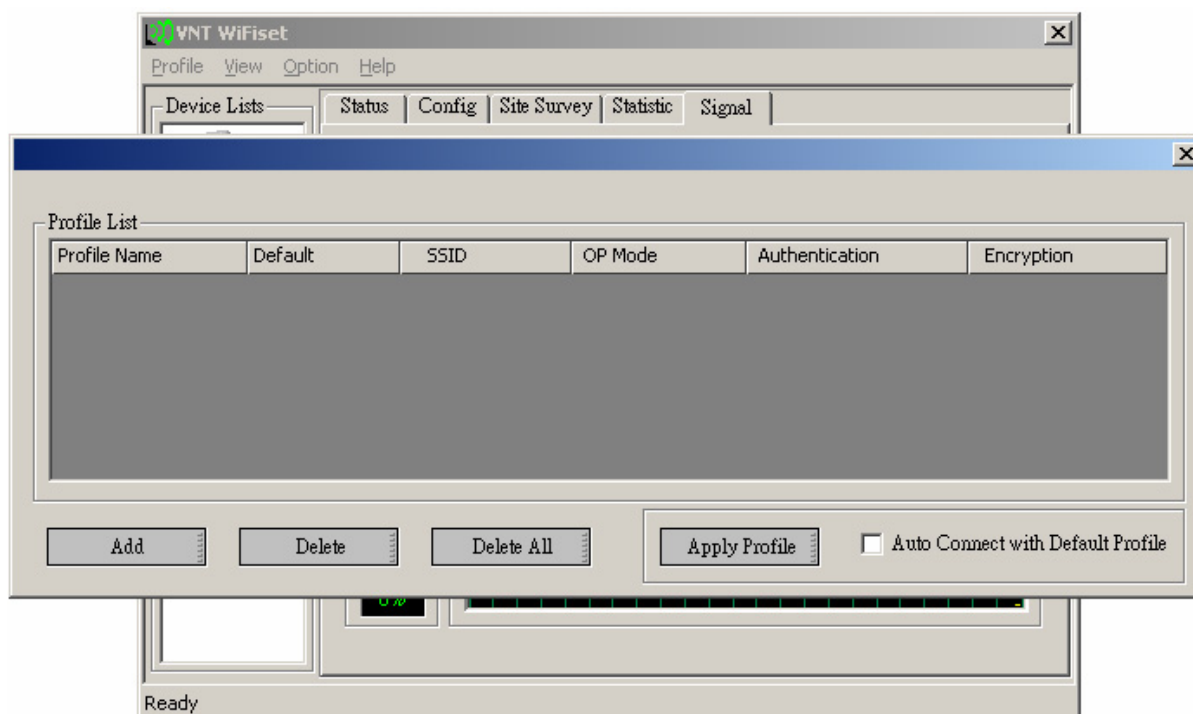 VNT WiFiset
Profile View Option Help
Device Lists
Status Config Site Survey Statistic Signal
Profile List
Profile Name Default SSID OP Mode Authentication Encryption
Add Delete Delete All Apply Profile Auto Connect with Default Profile
0%
Ready